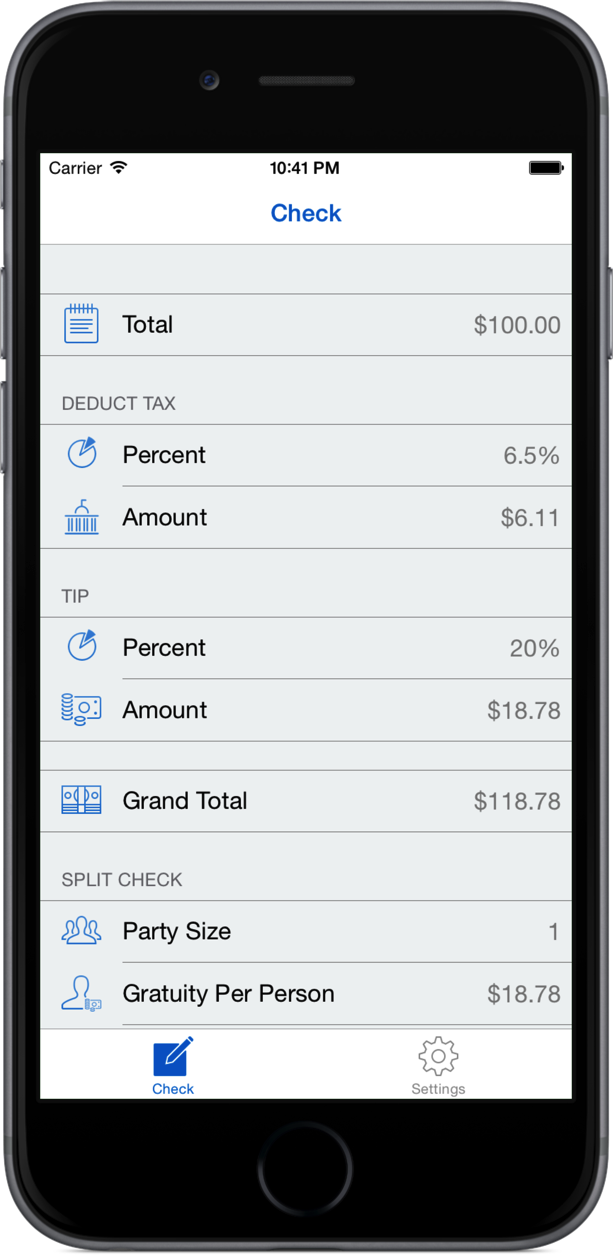 Carrier 10:41 PM
Check
Total $100.00
DEDUCT TAX
Percent 6.5%
Amount $6.11
TIP
Percent 20%
Amount $18.78
Grand Total $118.78
SPLIT CHECK
Party Size 1
Gratuity Per Person $18.78
Check Settings